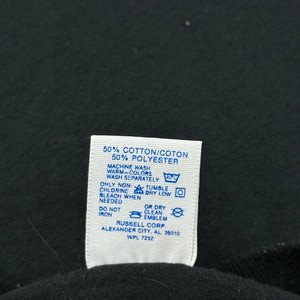 50% COTTON/COTON
50% POLYESTER
MACHINE WASH
WARM-COLORS
WASH SEPARATELY
ONLY NON-
CHLORINE
BLEACH WHEN
NEEDED
TUMBLE
DRY LOW
DO NOT
IRON
OR DRY
CLEAN
EMBLEM
RUSSELL CORP.
ALEXANDER CITY, AL 35010
WPL 7232